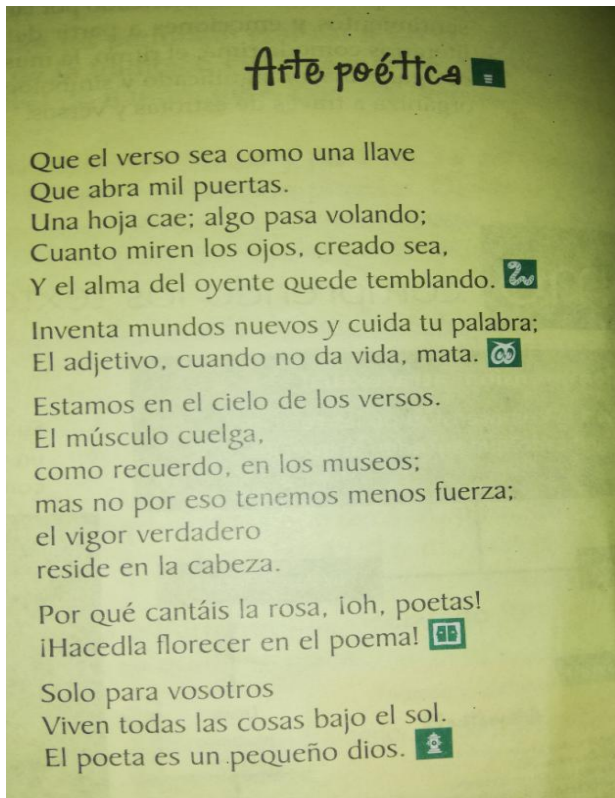 Arte poética
Que el verso sea como una llave
Que abra mil puertas.
Una hoja cae; algo pasa volando;
Cuanto miren los ojos, creado sea,
Y el alma del oyente quede temblando.
Inventa mundos nuevos y cuida tu palabra;
El adjetivo, cuando no da vida, mata.
Estamos en el cielo de los versos.
El músculo cuelga,
como recuerdo, en los museos;
mas no por eso tenemos menos fuerza;
el vigor verdadero
reside en la cabeza.
Por qué cantáis la rosa, ¡oh, poetas!
¡Hacedla florecer en el poema!
Solo para vosotros
Viven todas las cosas bajo el sol.
El poeta es un pequeño dios.